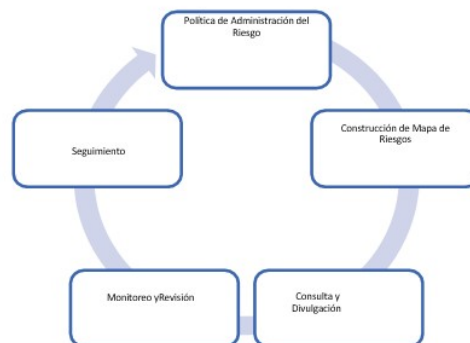 Política de Administración del
Riesgo
Construcción de Mapa de
Riesgos
Consulta y
Divulgación
Monitoreo yRevisión
Seguimiento